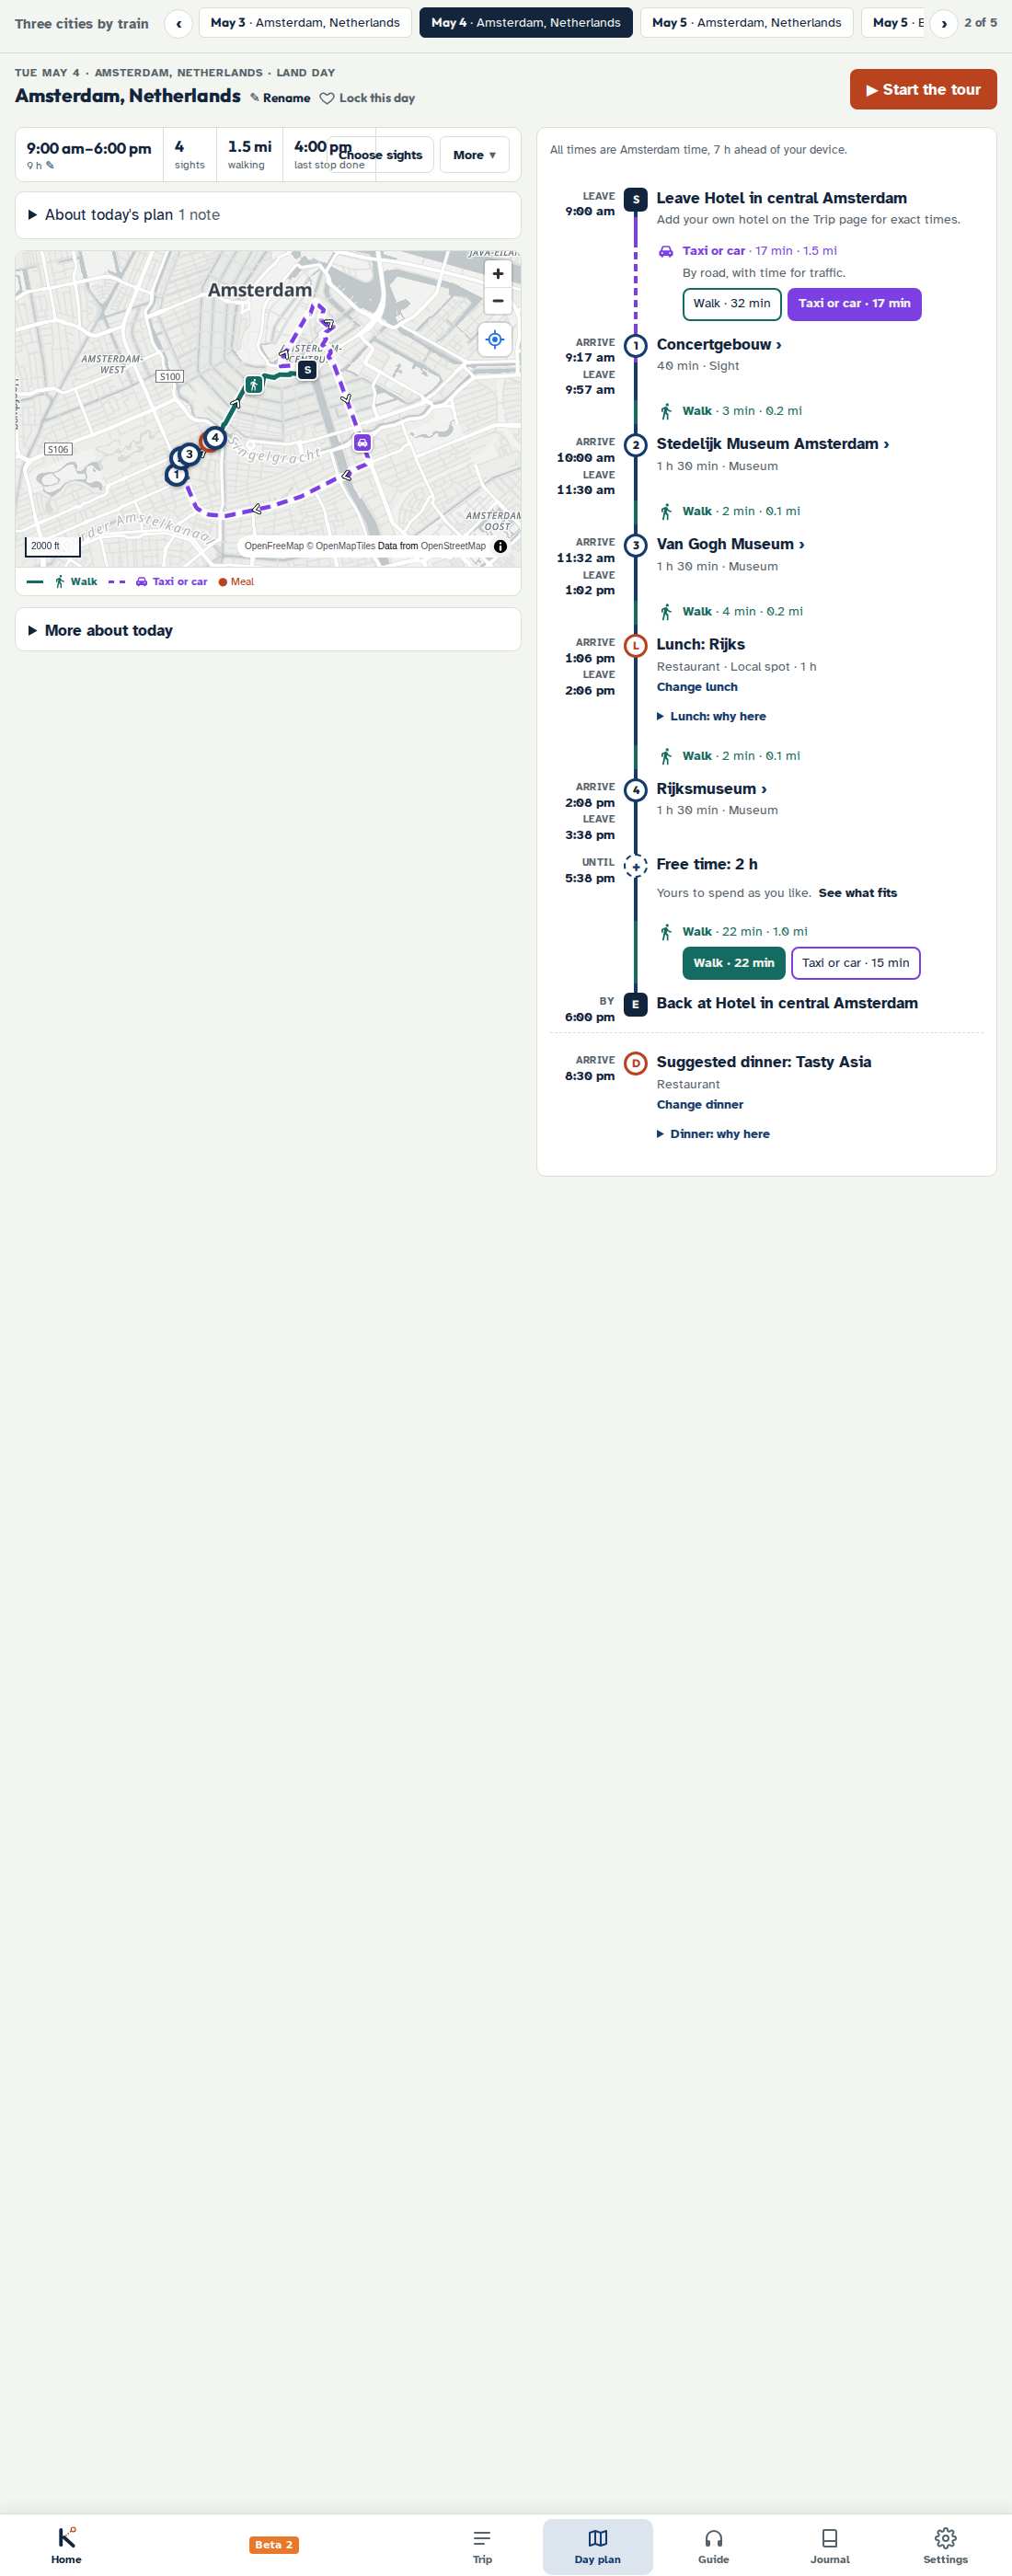 Three cities by train
‹
May 3 · Amsterdam, Netherlands
May 4 · Amsterdam, Netherlands
May 5 · Amsterdam, Netherlands
May 5 ·
›
2 of 5
TUE MAY 4 · AMSTERDAM, NETHERLANDS · LAND DAY
Amsterdam, Netherlands ✎ Rename Lock this day
▶ Start the tour
9:00 am–6:00 pm
9 h ✎
4
sights
1.5 mi
walking
4:00 pm
last stop done
Choose sights
More ▾
▶ About today's plan 1 note
Amsterdam
AMSTERDAM-
WEST
S100
S106
Singelgracht
AMSTERDAM
OOST
S
1
3
4
+
−
2000 ft
OpenFreeMap © OpenMapTiles Data from OpenStreetMap
Walk
Taxi or car
Meal
▶ More about today
All times are Amsterdam time, 7 h ahead of your device.
LEAVE
9:00 am
S
Leave Hotel in central Amsterdam
Add your own hotel on the Trip page for exact times.
Taxi or car · 17 min · 1.5 mi
By road, with time for traffic.
Walk · 32 min
Taxi or car · 17 min
ARRIVE
9:17 am
LEAVE
9:57 am
1
Concertgebouw ›
40 min · Sight
Walk · 3 min · 0.2 mi
ARRIVE
10:00 am
LEAVE
11:30 am
2
Stedelijk Museum Amsterdam ›
1 h 30 min · Museum
Walk · 2 min · 0.1 mi
ARRIVE
11:32 am
LEAVE
1:02 pm
3
Van Gogh Museum ›
1 h 30 min · Museum
Walk · 4 min · 0.2 mi
ARRIVE
1:06 pm
LEAVE
2:06 pm
L
Lunch: Rijks
Restaurant · Local spot · 1 h
Change lunch
▶ Lunch: why here
Walk · 2 min · 0.1 mi
ARRIVE
2:08 pm
LEAVE
3:38 pm
4
Rijksmuseum ›
1 h 30 min · Museum
UNTIL
5:38 pm
+
Free time: 2 h
Yours to spend as you like. See what fits
Walk · 22 min · 1.0 mi
Walk · 22 min
Taxi or car · 15 min
BY
6:00 pm
E
Back at Hotel in central Amsterdam
ARRIVE
8:30 pm
D
Suggested dinner: Tasty Asia
Restaurant
Change dinner
▶ Dinner: why here
Home
Beta 2
Trip
Day plan
Guide
Journal
Settings